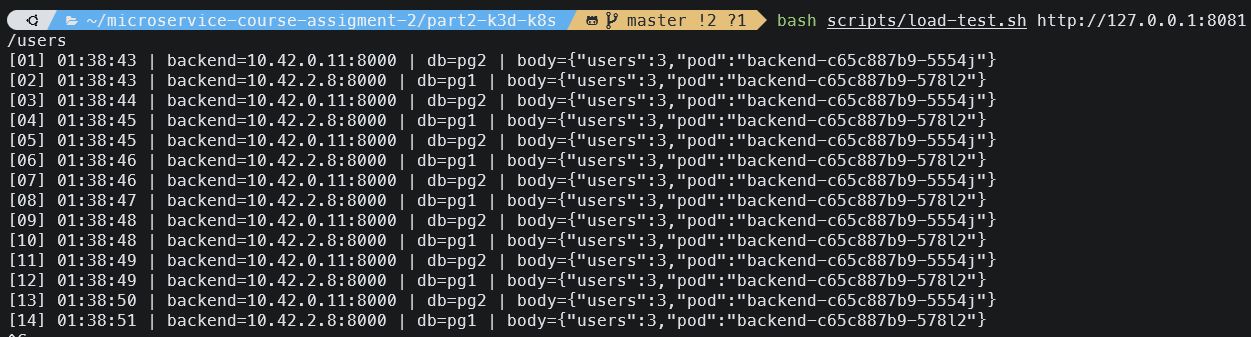 ~/microservice-course-assigment-2/part2-k3d-k8s master !2 ?1 bash scripts/load-test.sh http://127.0.0.1:8081
/users
[01] 01:38:43 | backend=10.42.0.11:8000 | db=pg2 | body={"users":3,"pod":"backend-c65c887b9-5554j"}
[02] 01:38:43 | backend=10.42.2.8:8000 | db=pg1 | body={"users":3,"pod":"backend-c65c887b9-578l2"}
[03] 01:38:44 | backend=10.42.0.11:8000 | db=pg2 | body={"users":3,"pod":"backend-c65c887b9-5554j"}
[04] 01:38:45 | backend=10.42.2.8:8000 | db=pg1 | body={"users":3,"pod":"backend-c65c887b9-578l2"}
[05] 01:38:45 | backend=10.42.0.11:8000 | db=pg2 | body={"users":3,"pod":"backend-c65c887b9-5554j"}
[06] 01:38:46 | backend=10.42.2.8:8000 | db=pg1 | body={"users":3,"pod":"backend-c65c887b9-578l2"}
[07] 01:38:46 | backend=10.42.0.11:8000 | db=pg2 | body={"users":3,"pod":"backend-c65c887b9-5554j"}
[08] 01:38:47 | backend=10.42.2.8:8000 | db=pg1 | body={"users":3,"pod":"backend-c65c887b9-578l2"}
[09] 01:38:48 | backend=10.42.0.11:8000 | db=pg2 | body={"users":3,"pod":"backend-c65c887b9-5554j"}
[10] 01:38:48 | backend=10.42.2.8:8000 | db=pg1 | body={"users":3,"pod":"backend-c65c887b9-578l2"}
[11] 01:38:49 | backend=10.42.0.11:8000 | db=pg2 | body={"users":3,"pod":"backend-c65c887b9-5554j"}
[12] 01:38:49 | backend=10.42.2.8:8000 | db=pg1 | body={"users":3,"pod":"backend-c65c887b9-578l2"}
[13] 01:38:50 | backend=10.42.0.11:8000 | db=pg2 | body={"users":3,"pod":"backend-c65c887b9-5554j"}
[14] 01:38:51 | backend=10.42.2.8:8000 | db=pg1 | body={"users":3,"pod":"backend-c65c887b9-578l2"}